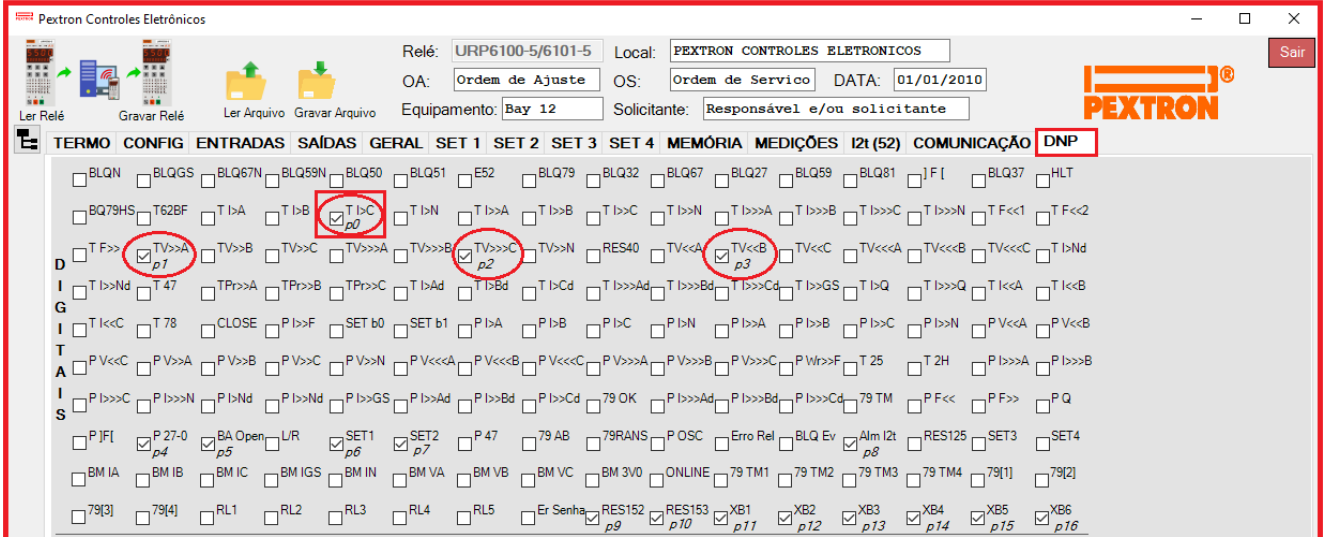 Pextron Controles Eletrônicos
Relé: URP6100-5/6101-5 Local: PEXTRON CONTROLES ELETRONICOS Sair
OA: Ordem de Ajuste OS: Ordem de Servico DATA: 01/01/2010
Ler Relé Gravar Relé Ler Arquivo Gravar Arquivo Equipamento: Bay 12 Solicitante: Responsável e/ou solicitante PEXTRON®
TERMO CONFIG ENTRADAS SAÍDAS GERAL SET 1 SET 2 SET 3 SET 4 MEMÓRIA MEDIÇÕES I2t (52) COMUNICAÇÃO DNP
DIGITAIS
BLQN BLQGS BLQ67N BLQ59N BLQ50 BLQ51 E52 BLQ79 BLQ32 BLQ67 BLQ27 BLQ59 BLQ81 ]F[ BLQ37 HLT
BQ79HS T62BF T I>A T I>B T I>C T I>N T I>>A T I>>B T I>>C T I>>N T I>>>A T I>>>B T I>>>C T I>>>N T F<<1 T F<<2
p0
T F>> TV>>A TV>>B TV>>C TV>>>A TV>>>B TV>>>C TV>>N RES40 TV<<A TV<<B TV<<C TV<<<A TV<<<B TV<<<C T I>Nd
p1 p2 p3
T I>>Nd T 47 TPr>>A TPr>>B TPr>>C T I>Ad T I>Bd T I>Cd T I>>>Ad T I>>>Bd T I>>>Cd T I>>GS T I>Q T I>>>Q T I<<A T I<<B
T I<<C T 78 CLOSE P I>>F SET b0 SET b1 P I>A P I>B P I>C P I>N P I>>A P I>>B P I>>C P I>>N P V<<A P V<<B
P V<<C P V>>A P V>>B P V>>C P V>>N P V<<<A P V<<<B P V<<<C P V>>>A P V>>>B P V>>>C P Wr>>F T 25 T 2H P I>>>A P I>>>B
P I>>>C P I>>>N P I>Nd P I>>Nd P I>>GS P I>>Ad P I>>Bd P I>>Cd 79 OK P I>>>Ad P I>>>Bd P I>>>Cd 79 TM P F<< P F>> P Q
P ]F[ P 27-0 BA Open L/R SET1 SET2 P 47 79 AB 79RANS P OSC Erro Rel BLQ Ev Alm I2t RES125 SET3 SET4
p4 p5 p6 p7 p8
BM IA BM IB BM IC BM IGS BM IN BM VA BM VB BM VC BM 3V0 ONLINE 79 TM1 79 TM2 79 TM3 79 TM4 79[1] 79[2]
79[3] 79[4] RL1 RL2 RL3 RL4 RL5 Er Senha RES152 RES153 XB1 XB2 XB3 XB4 XB5 XB6
p9 p10 p11 p12 p13 p14 p15 p16